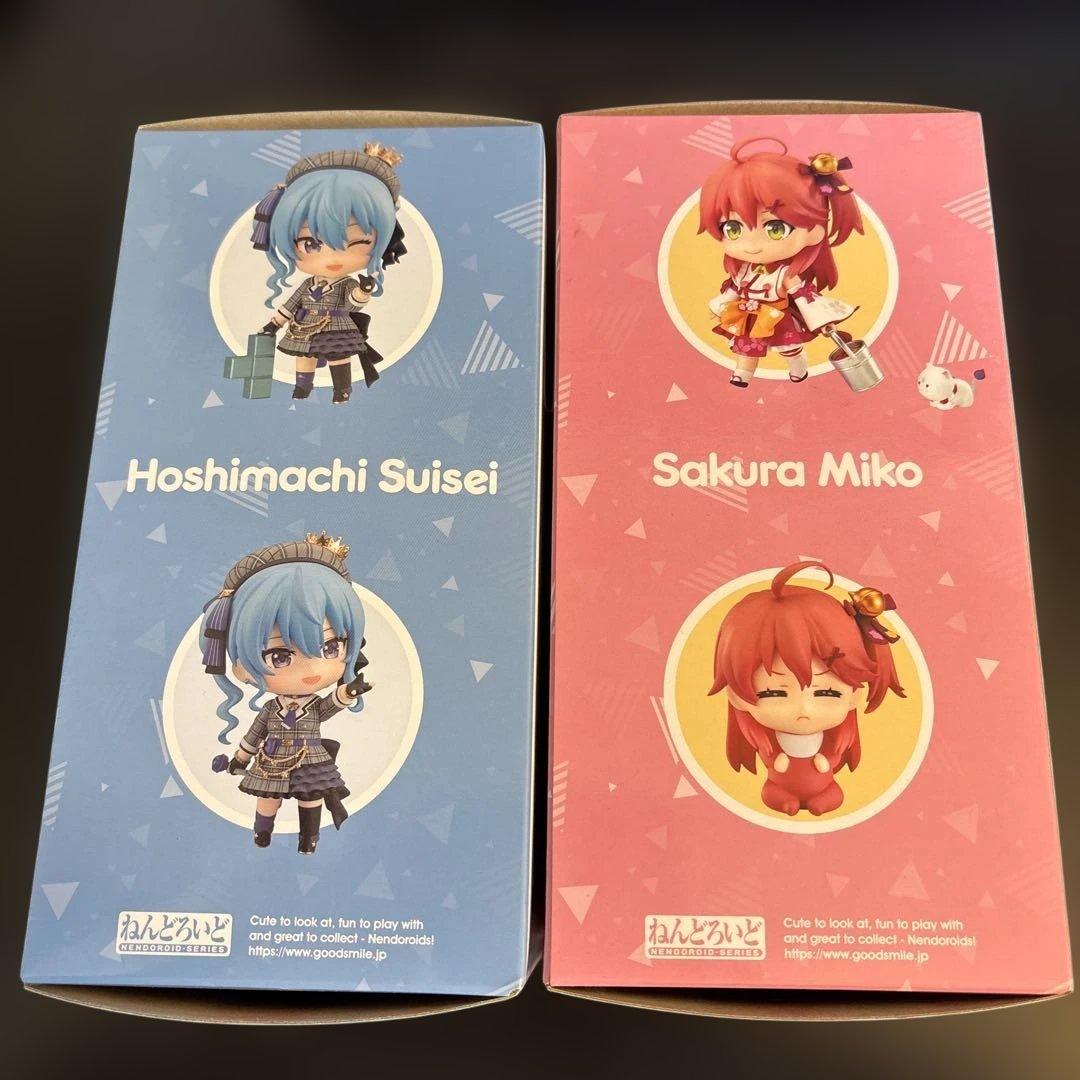 Hoshimachi Suisei
ねんどろいど
NENDOROID-SERIES
Cute to look at, fun to play with
and great to collect - Nendoroids!
https://www.goodsmile.jp
Sakura Miko
ねんどろいど
NENDOROID-SERIES
Cute to look at, fun to play with
and great to collect - Nendoroids!
https://www.goodsmile.jp